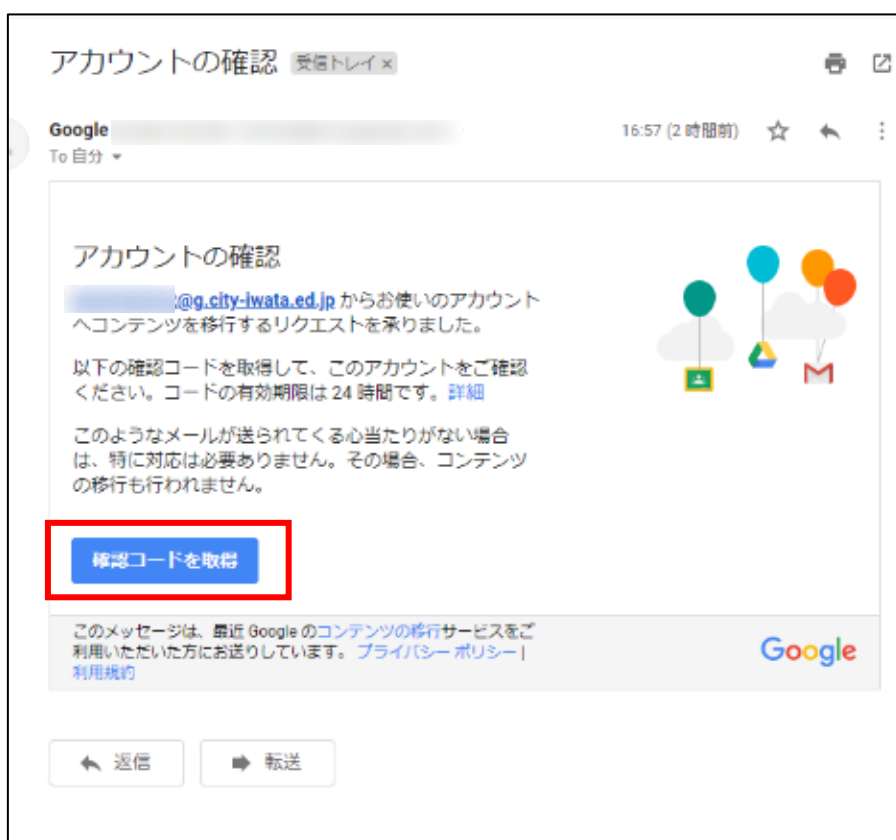 アカウントの確認 受信トレイ ×
Google
16:57 (2 時間前)
To 自分
アカウントの確認
@g.city-iwata.ed.jp からお使いのアカウント
へコンテンツを移行するリクエストを承りました。
以下の確認コードを取得して、このアカウントをご確認
ください。コードの有効期限は 24 時間です。詳細
このようなメールが送られてくる心当たりがない場合
は、特に対応は必要ありません。その場合、コンテンツ
の移行も行われません。
確認コードを取得
このメッセージは、最近 Google のコンテンツの移行サービスをご
利用いただいた方にお送りしています。 プライバシー ポリシー |
利用規約
Google
返信
転送